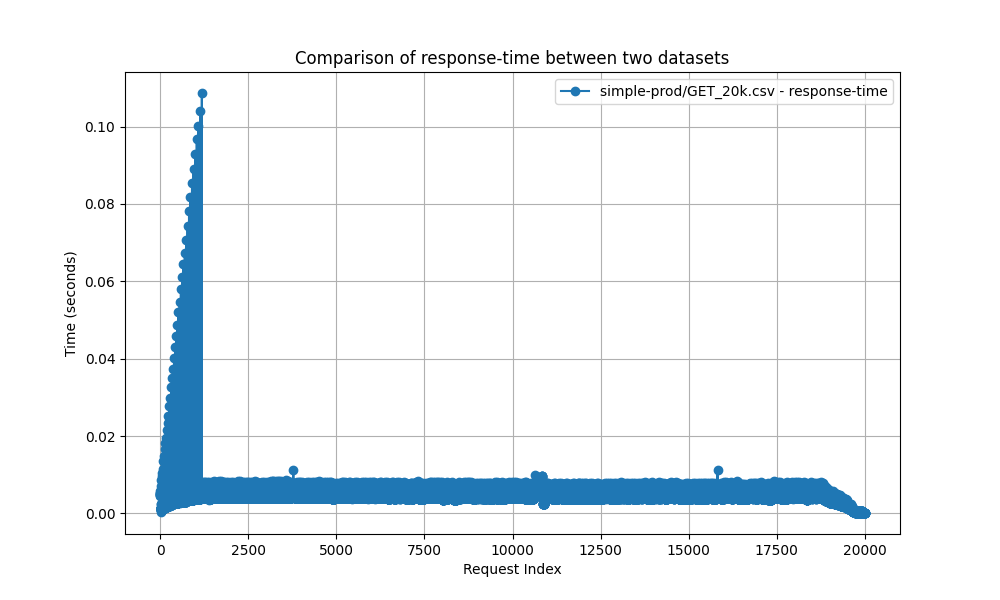 Comparison of response-time between two datasets
simple-prod/GET_20k.csv - response-time
Time (seconds)
0.10
0.08
0.06
0.04
0.02
0.00
0 2500 5000 7500 10000 12500 15000 17500 20000
Request Index